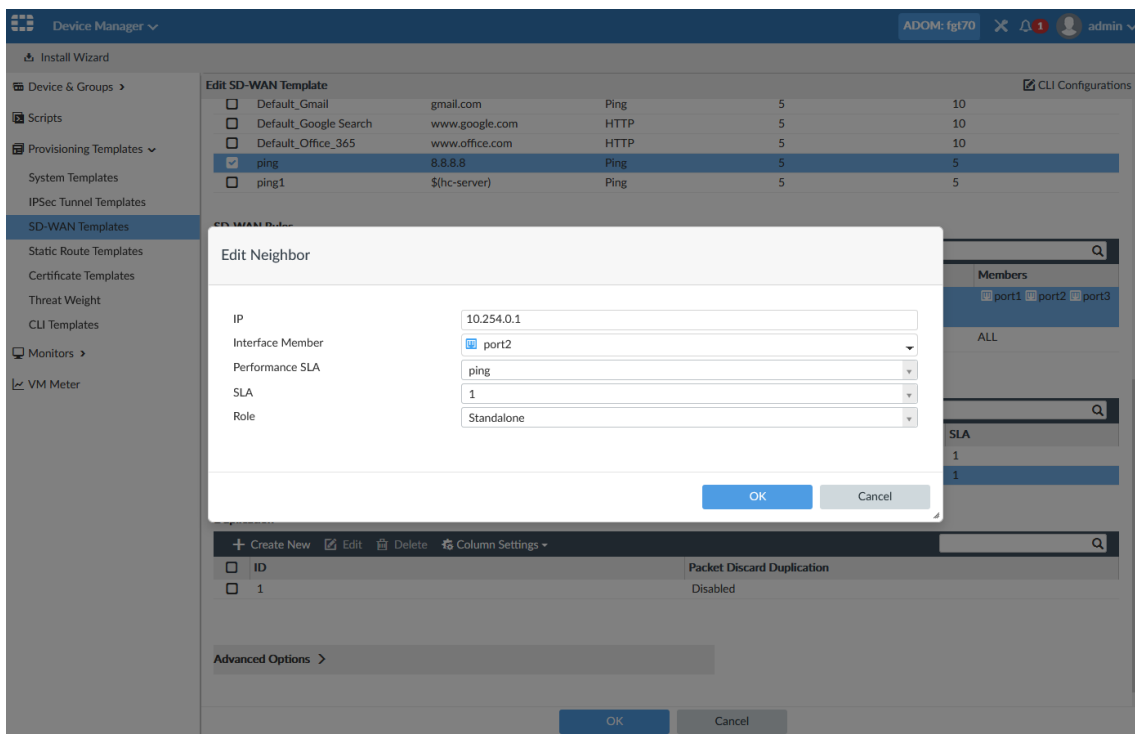 Device Manager
ADOM: fgt70
1
admin
Install Wizard
Device & Groups
Scripts
Provisioning Templates
System Templates
IPSec Tunnel Templates
SD-WAN Templates
Static Route Templates
Certificate Templates
Threat Weight
CLI Templates
Monitors
VM Meter
Edit SD-WAN Template
CLI Configurations
Default_Gmail gmail.com Ping 5 10
Default_Google Search www.google.com HTTP 5 10
Default_Office_365 www.office.com HTTP 5 10
ping 8.8.8.8 Ping 5 5
ping1 $(hc-server) Ping 5 5
SD-WAN Rules
Members
port1 port2 port3
ALL
Edit Neighbor
IP 10.254.0.1
Interface Member port2
Performance SLA ping
SLA 1
Role Standalone
OK Cancel
SLA
1
1
Create New Edit Delete Column Settings
ID Packet Discard Duplication
1 Disabled
Advanced Options
OK Cancel